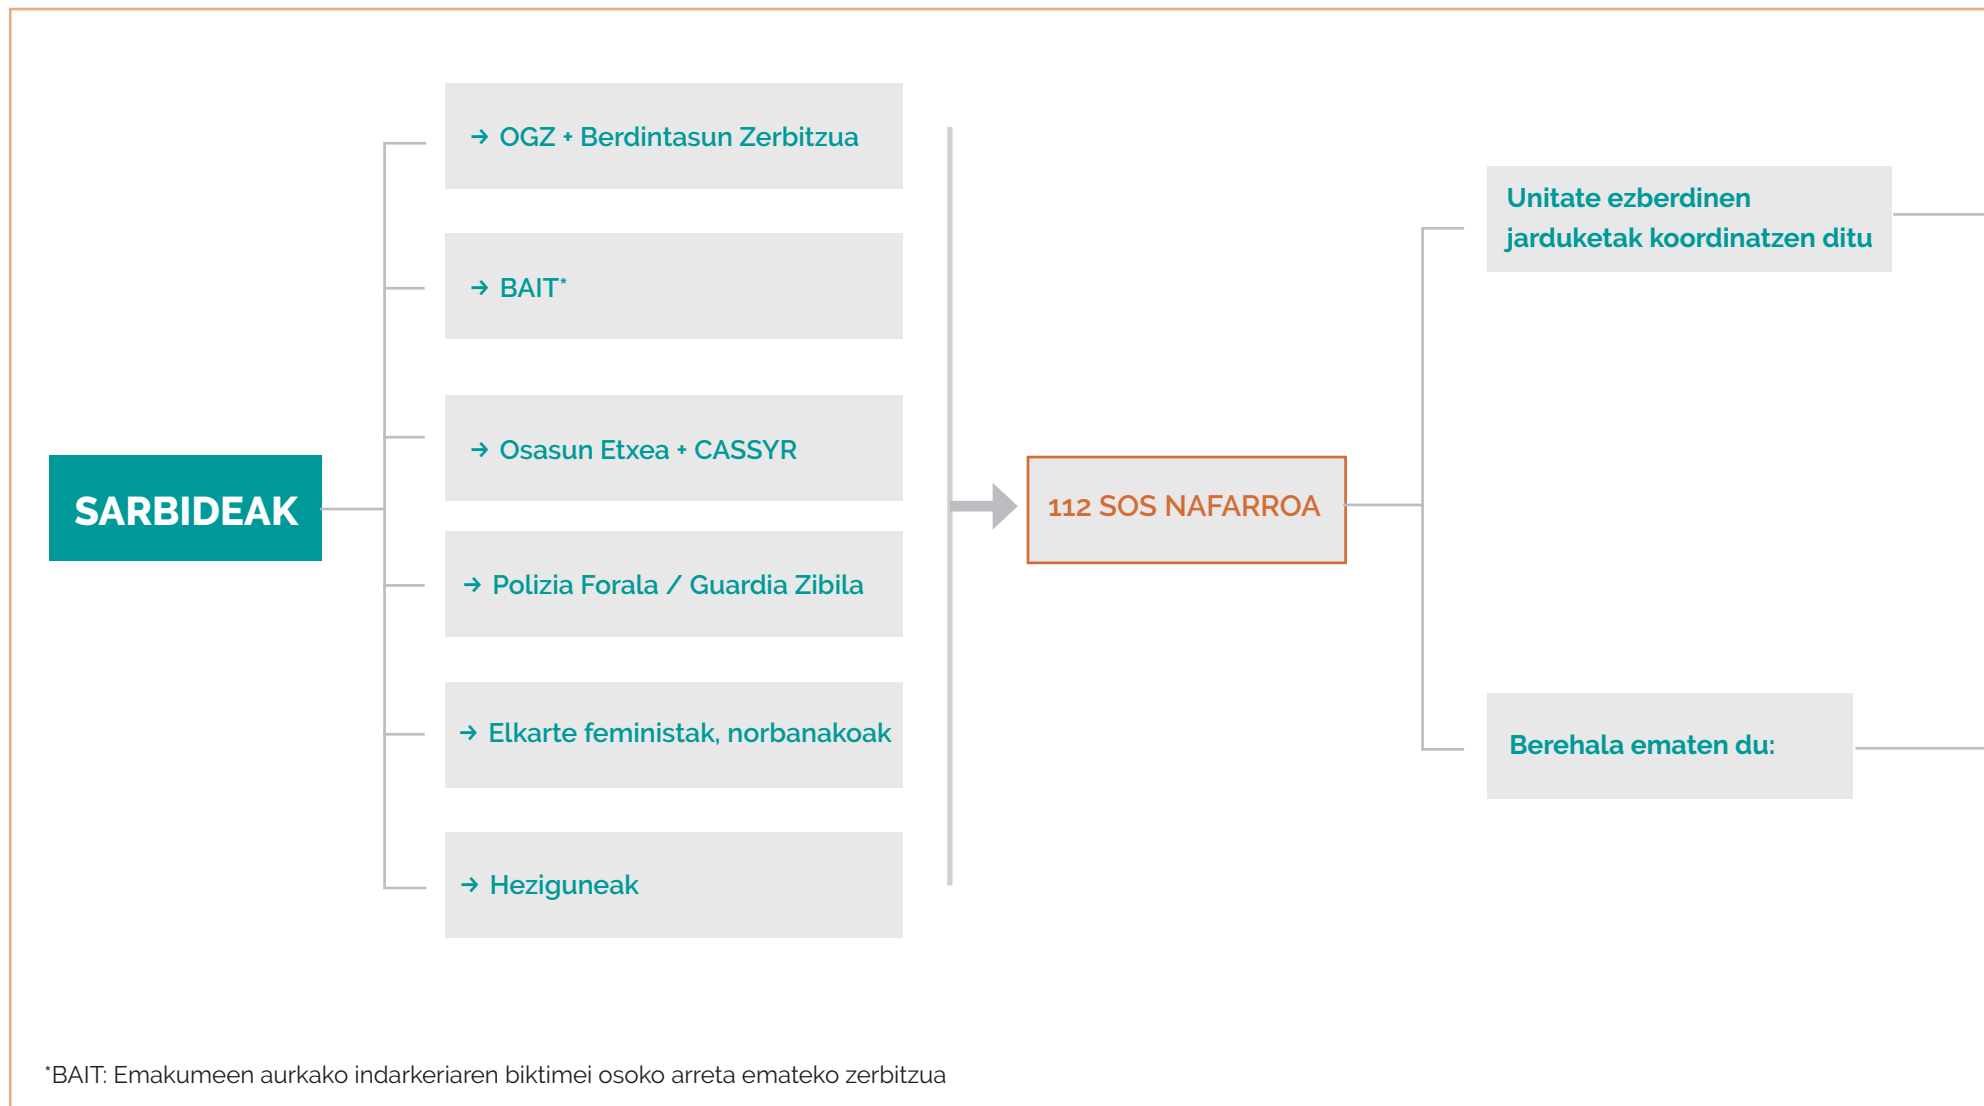 SARBIDEAK
→ OGZ + Berdintasun Zerbitzua
→ BAIT*
→ Osasun Etxea + CASSYR
→ Polizia Forala / Guardia Zibila
→ Elkarte feministak, norbanakoak
→ Heziguneak
112 SOS NAFARROA
Unitate ezberdinen
jarduketak koordinatzen ditu
Berehala ematen du:
*BAIT: Emakumeen aurkako indarkeriaren biktimei osoko arreta emateko zerbitzua